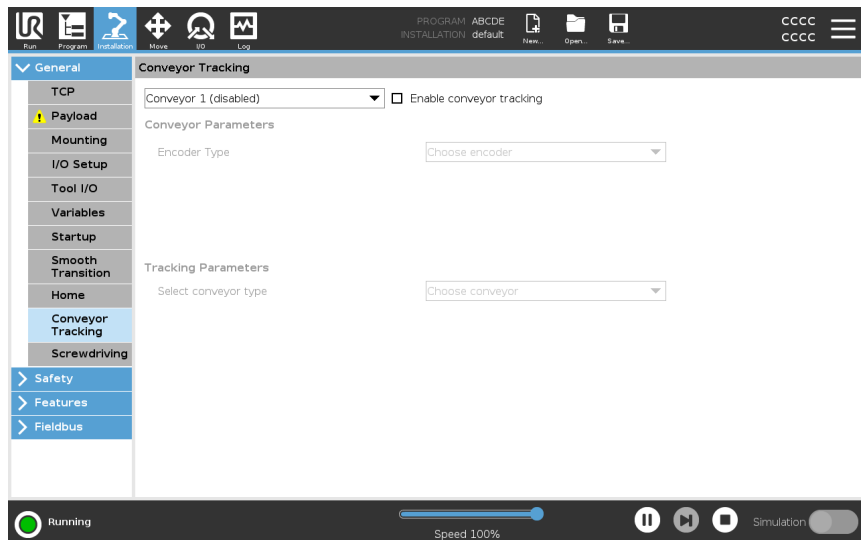 UR
Run
Program
Installation
Move
I/O
Log
PROGRAM ABCDE
INSTALLATION default
New...
Open...
Save...
CCCC
CCCC
General
TCP
Payload
Mounting
I/O Setup
Tool I/O
Variables
Startup
Smooth
Transition
Home
Conveyor
Tracking
Screwdriving
Safety
Features
Fieldbus
Conveyor Tracking
Conveyor 1 (disabled)
Enable conveyor tracking
Conveyor Parameters
Encoder Type
Choose encoder
Tracking Parameters
Select conveyor type
Choose conveyor
Running
Speed 100%
Simulation